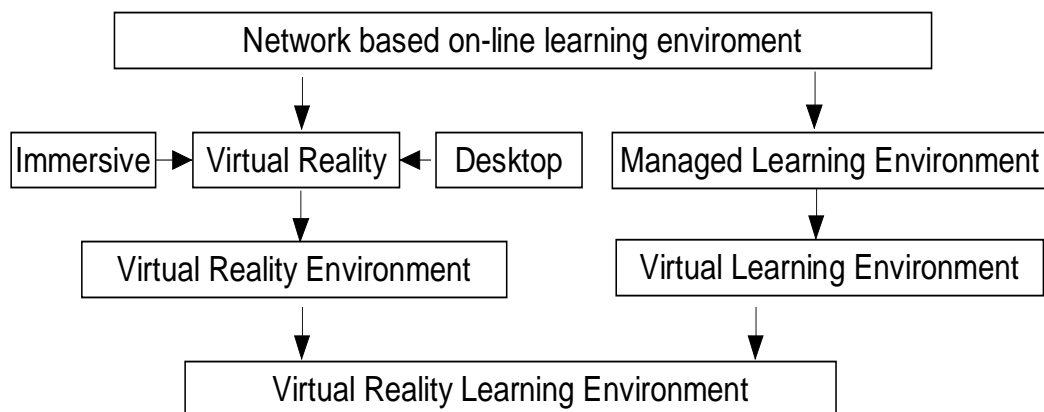 Network based on-line learning enviroment
Immersive
Virtual Reality
Desktop
Managed Learning Environment
Virtual Reality Environment
Virtual Learning Environment
Virtual Reality Learning Environment